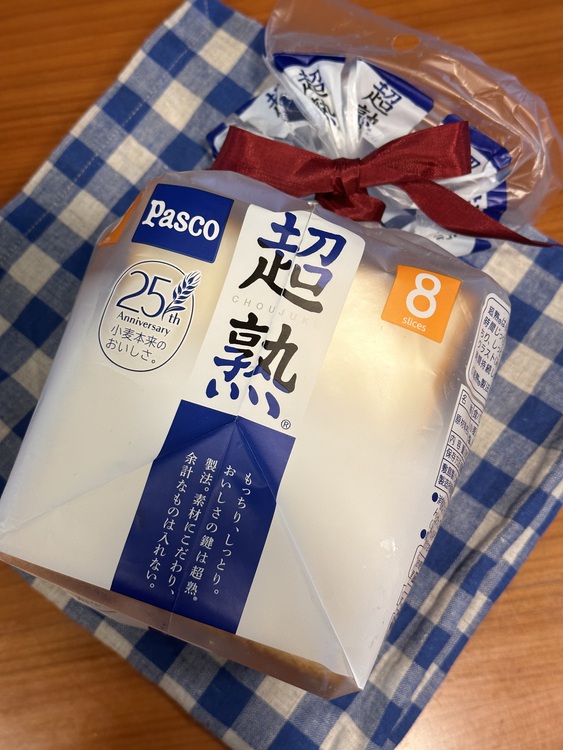 Pasco
超熟
CHOUJUKU
®
25th
Anniversary
小麦本来の
おいしさ。
8
slices
もっちり、しっとり。
おいしさの鍵は超熟
製法。素材にこだわり、
余計なものは入れない。
超熟